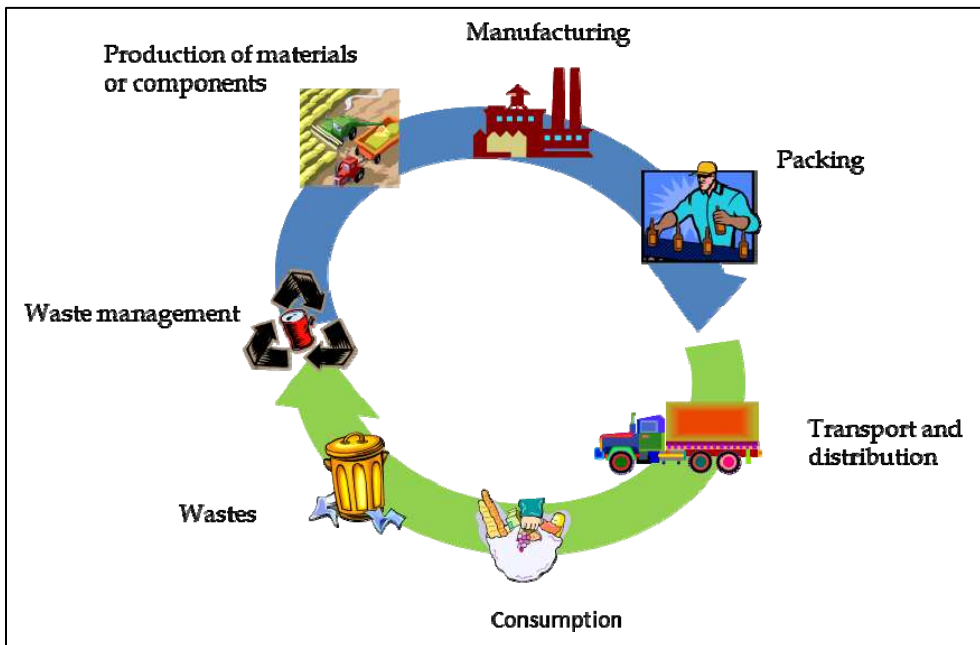 Manufacturing
Production of materials
or components
Packing
Waste management
Transport and
distribution
Wastes
Consumption